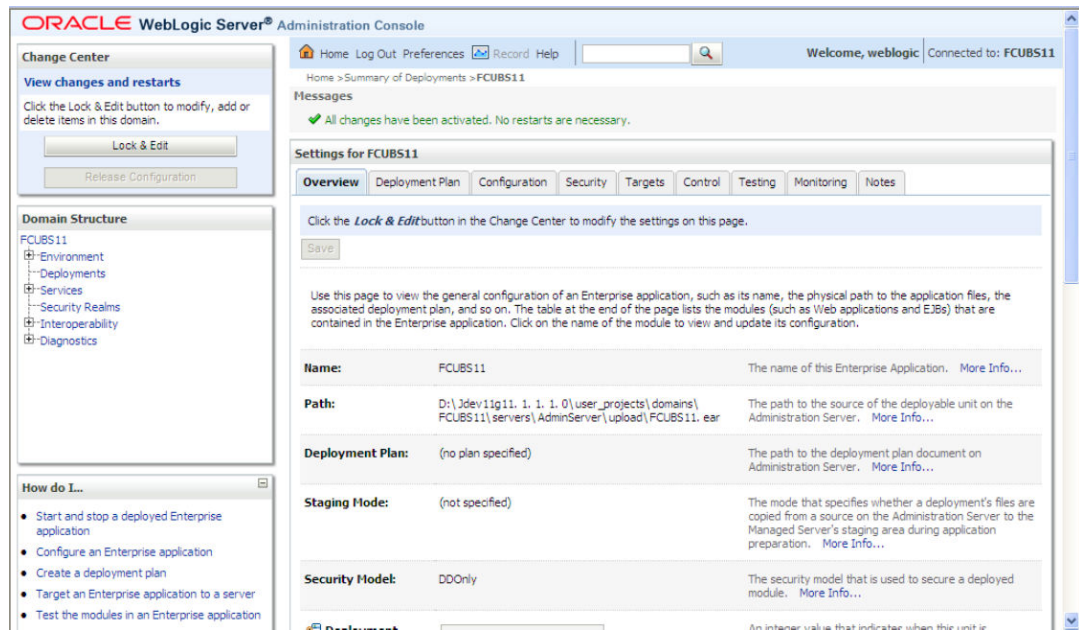 ORACLE WebLogic Server® Administration Console
Change Center
View changes and restarts
Click the Lock & Edit button to modify, add or
delete items in this domain.
Lock & Edit
Release Configuration
Domain Structure
FCUBS11
Environment
Deployments
Services
Security Realms
Interoperability
Diagnostics
How do I...
Start and stop a deployed Enterprise
application
Configure an Enterprise application
Create a deployment plan
Target an Enterprise application to a server
Test the modules in an Enterprise application
Home Log Out Preferences Record Help
Welcome, weblogic Connected to: FCUBS11
Home >Summary of Deployments >FCUBS11
Messages
All changes have been activated. No restarts are necessary.
Settings for FCUBS11
Overview Deployment Plan Configuration Security Targets Control Testing Monitoring Notes
Click the Lock & Edit button in the Change Center to modify the settings on this page.
Save
Use this page to view the general configuration of an Enterprise application, such as its name, the physical path to the application files, the
associated deployment plan, and so on. The table at the end of the page lists the modules (such as Web applications and EJBs) that are
contained in the Enterprise application. Click on the name of the module to view and update its configuration.
Name: FCUBS11 The name of this Enterprise Application. More Info...
Path: D:\Jdev11g11. 1. 1. 1. 0\user_projects\domains\ The path to the source of the deployable unit on the
FCUBS11\servers\AdminServer\upload\FCUBS11. ear Administration Server. More Info...
Deployment Plan: (no plan specified) The path to the deployment plan document on
Administration Server. More Info...
Staging Mode: (not specified) The mode that specifies whether a deployment's files are
copied from a source on the Administration Server to the
Managed Server's staging area during application
preparation. More Info...
Security Model: DDOnly The security model that is used to secure a deployed
module. More Info...
Deployment An integer value that indicates when this unit is